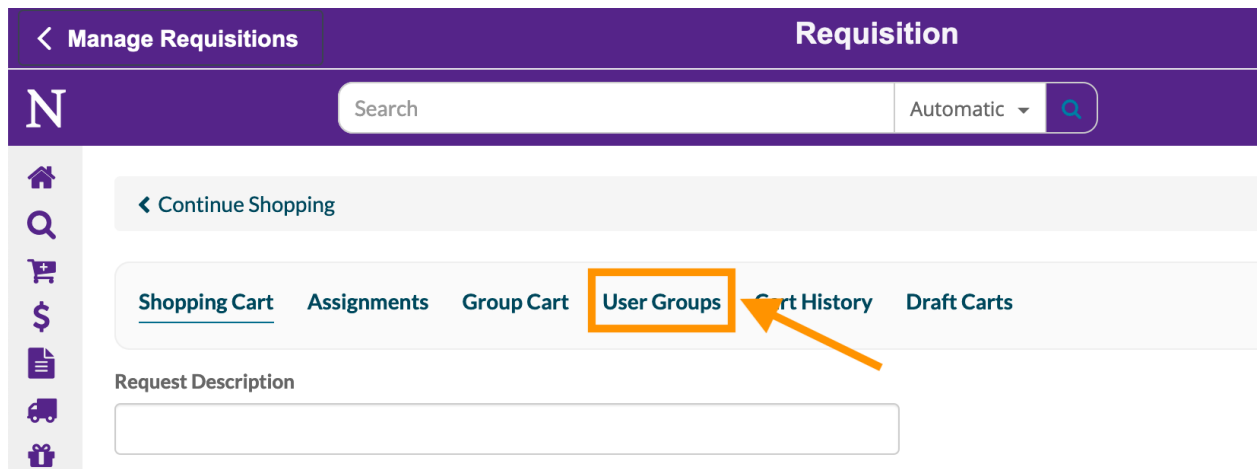 Manage Requisitions
Requisition
N
Search
Automatic
Continue Shopping
Shopping Cart Assignments Group Cart User Groups Cart History Draft Carts
Request Description